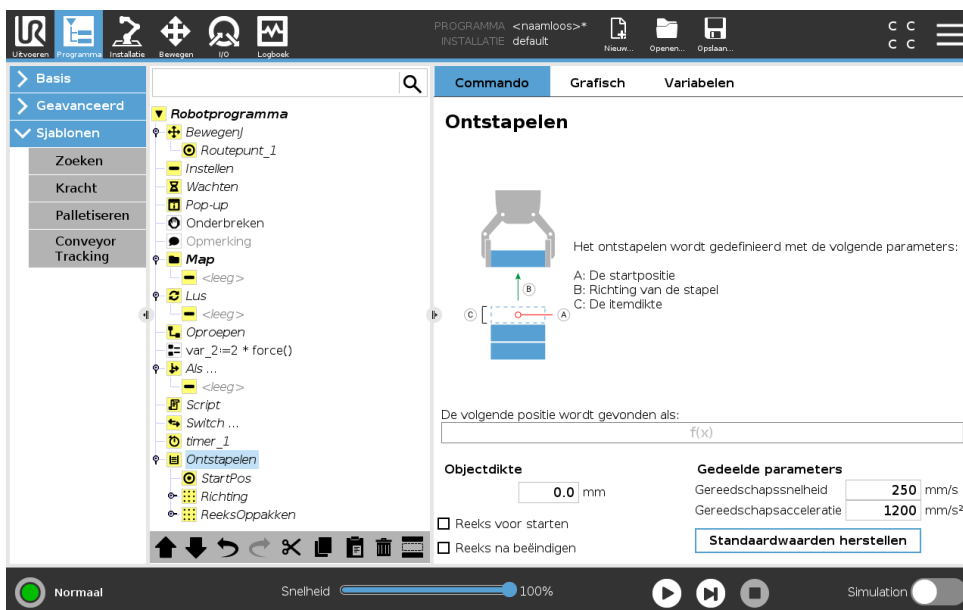 UR
PROGRAMMA <naamloos>*
INSTALLATIE default
C C
C C
Uitvoeren Programma Installatie Bewegen I/O Logboek
Nieuw... Openen... Opslaan...
Basis
Geavanceerd
Sjablonen
Zoeken
Kracht
Palletiseren
Conveyor
Tracking
Robotprogramma
BewegenJ
Routepunt_1
Instellen
Wachten
Pop-up
Onderbreken
Opmerking
Map
<leeg>
Lus
<leeg>
Oproepen
var_2:=2 * force()
Als ...
<leeg>
Script
Switch ...
timer_1
Ontstapelen
StartPos
Richting
ReeksOppakken
Commando Grafisch Variabelen
Ontstapelen
B
C
A
Het ontstapelen wordt gedefinieerd met de volgende parameters:
A: De startpositie
B: Richting van de stapel
C: De itemdikte
De volgende positie wordt gevonden als:
f(x)
Objectdikte
0.0 mm
Reeks voor starten
Reeks na beëindigen
Gedeelde parameters
Gereedschapssnelheid 250 mm/s
Gereedschapsacceleratie 1200 mm/s²
Standaardwaarden herstellen
Normaal
Snelheid 100%
Simulation